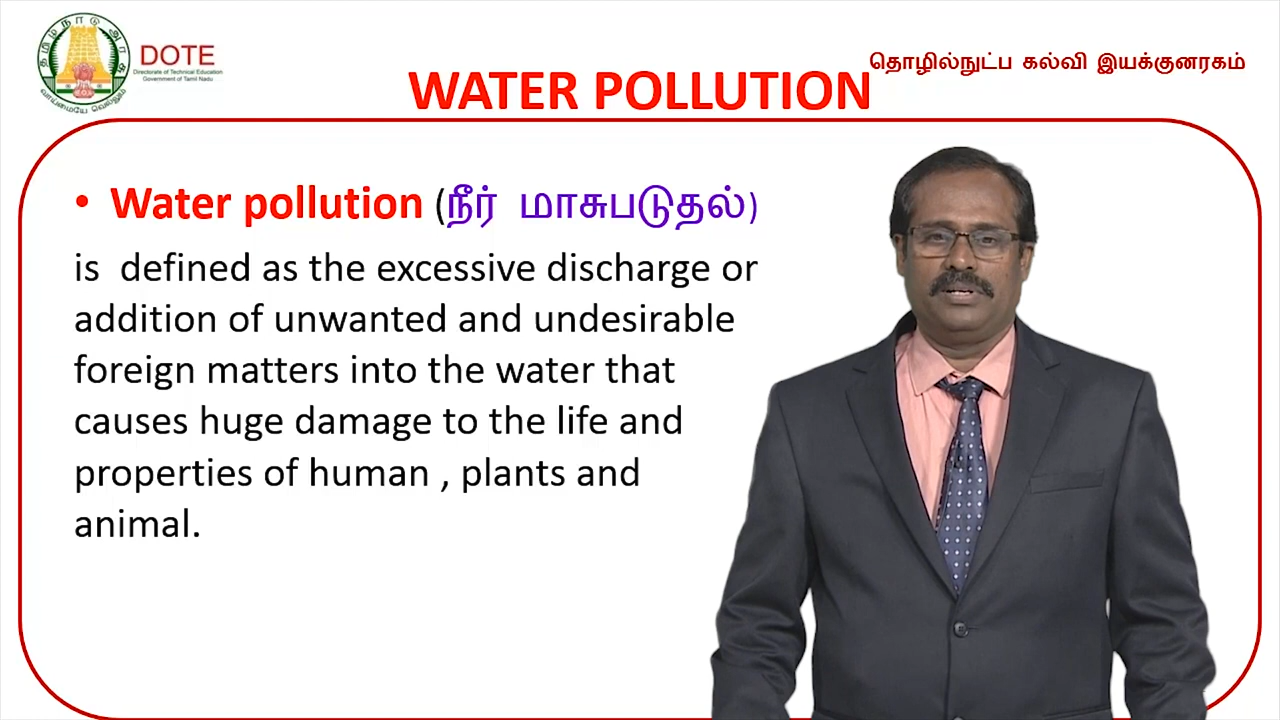 தமிழ்நாடு அரசு
வாய்மையே வெல்லும்
DOTE
Directorate of Technical Education
Government of Tamil Nadu
தொழில்நுட்ப கல்வி இயக்குனரகம்
WATER POLLUTION
• Water pollution (நீர் மாசுபடுதல்)
is defined as the excessive discharge or
addition of unwanted and undesirable
foreign matters into the water that
causes huge damage to the life and
properties of human , plants and
animal.